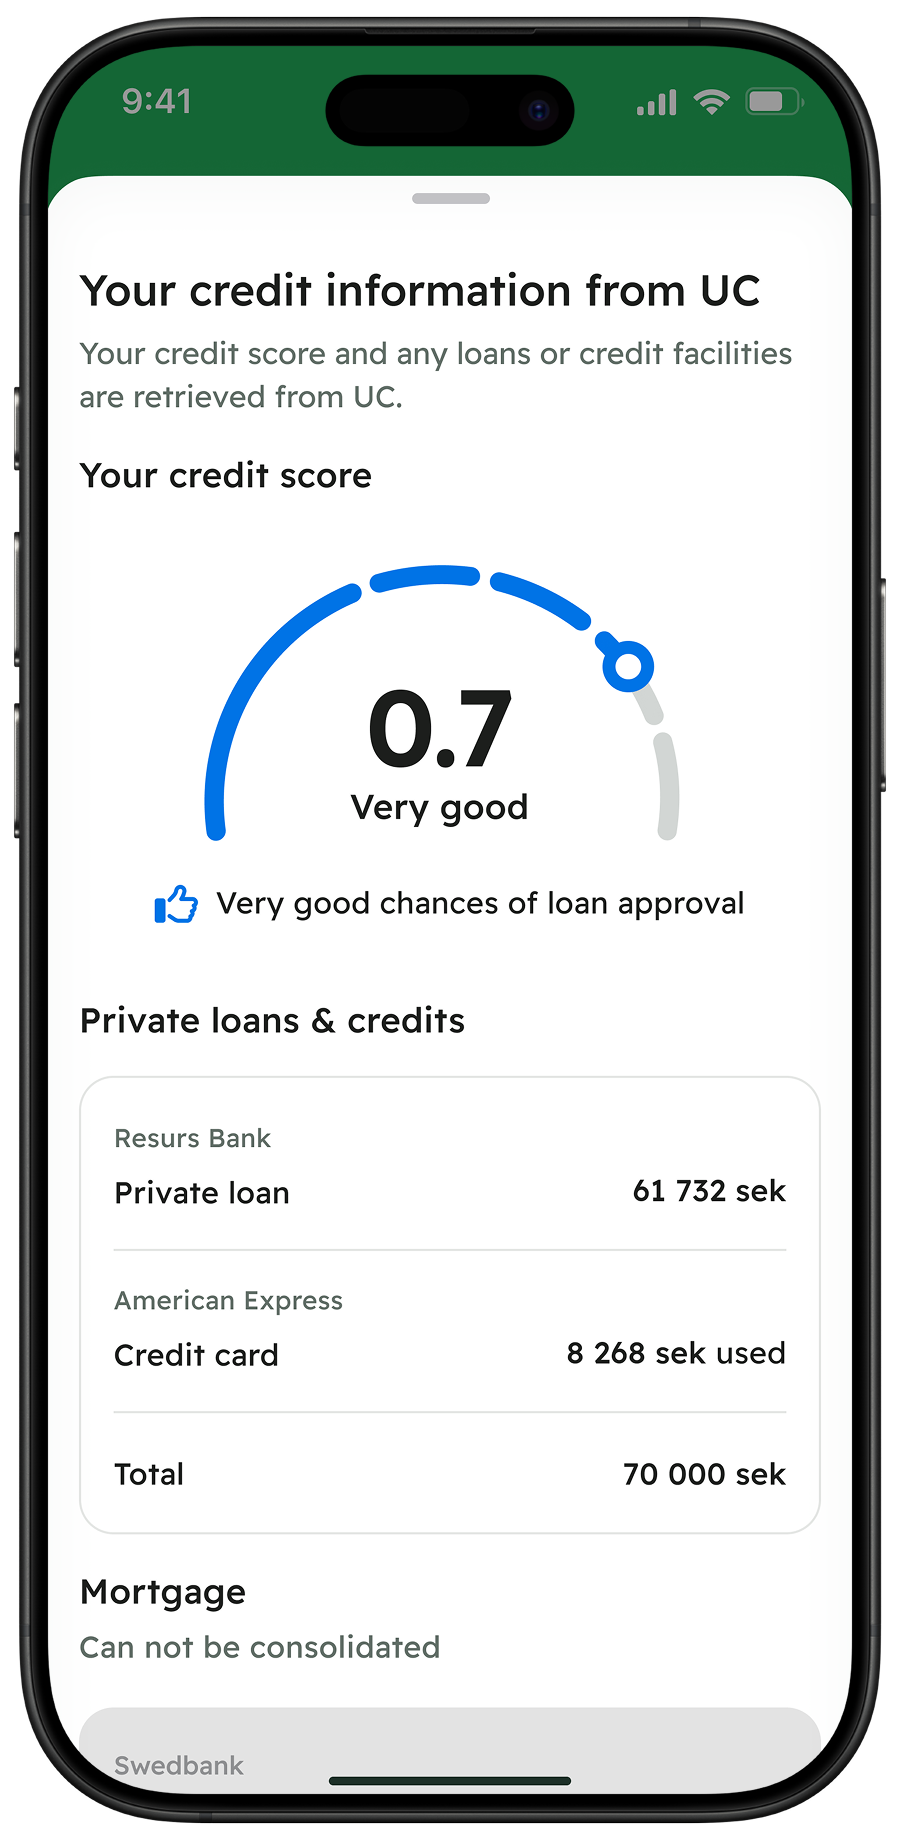 9:41
Your credit information from UC
Your credit score and any loans or credit facilities
are retrieved from UC.
Your credit score
0.7
Very good
Very good chances of loan approval
Private loans & credits
Resurs Bank
Private loan 61 732 sek
American Express
Credit card 8 268 sek used
Total 70 000 sek
Mortgage
Can not be consolidated
Swedbank